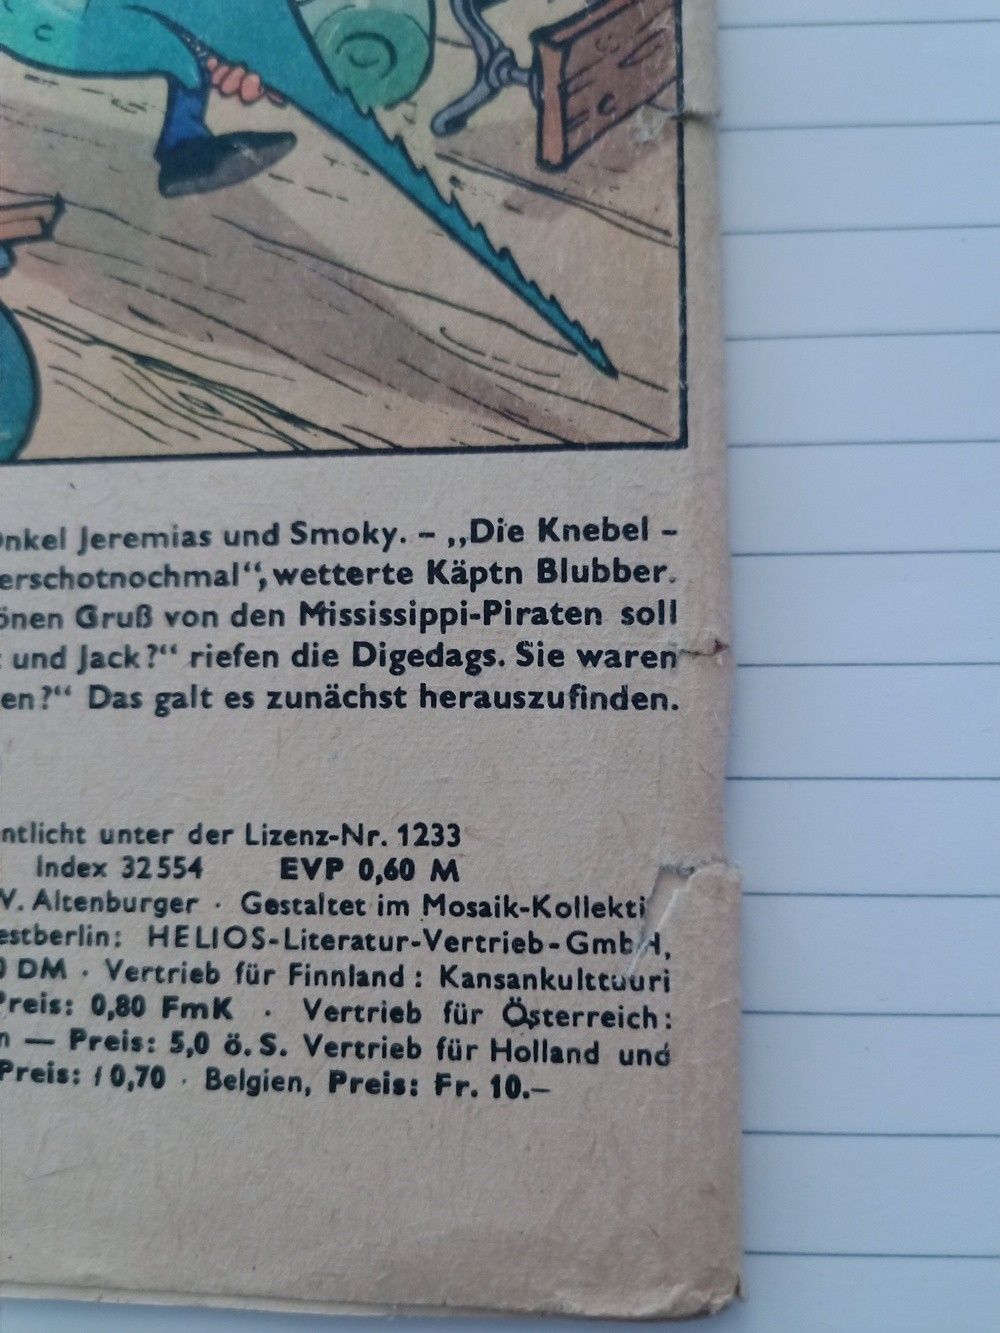 Onkel Jeremias und Smoky. – „Die Knebel –
erschotnochmal“, wetterte Käptn Blubber.
önen Gruß von den Mississippi-Piraten soll
und Jack?“ riefen die Digedags. Sie waren
en?“ Das galt es zunächst herauszufinden.
ntlicht unter der Lizenz-Nr. 1233
Index 32554 EVP 0,60 M
W. Altenburger · Gestaltet im Mosaik-Kollekti
estberlin: HELIOS-Literatur-Vertrieb-GmbH,
0 DM · Vertrieb für Finnland: Kansankulttuuri
Preis: 0,80 FmK · Vertrieb für Österreich:
n — Preis: 5,0 ö. S. Vertrieb für Holland und
Preis: f 0,70 · Belgien, Preis: Fr. 10.–